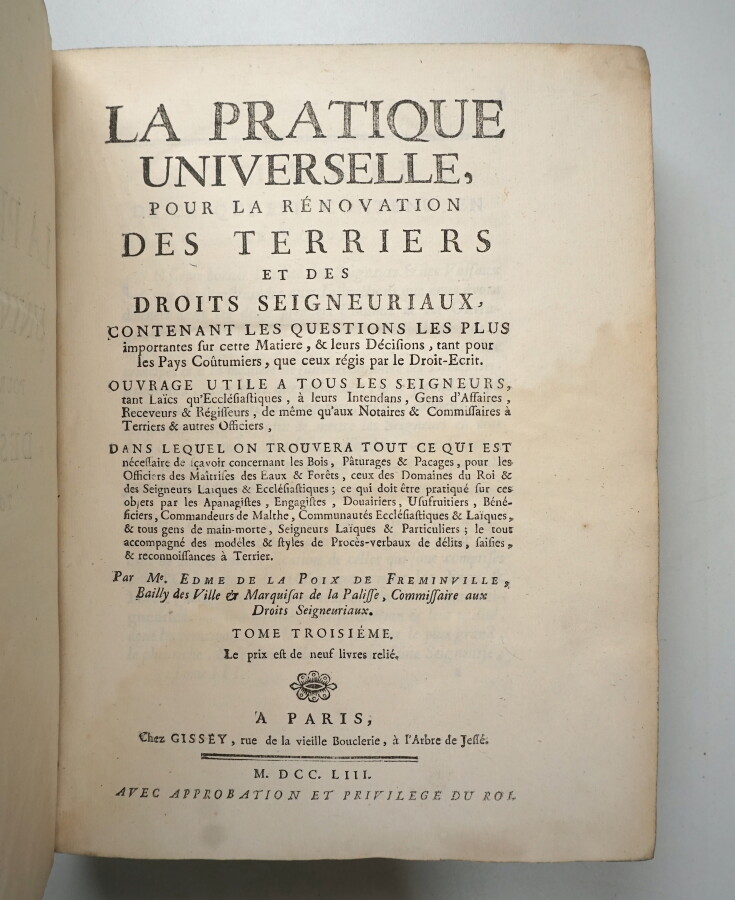 LA PRATIQUE
UNIVERSELLE,
POUR LA RÉNOVATION
DES TERRIERS
ET DES
DROITS SEIGNEURIAUX,
CONTENANT LES QUESTIONS LES PLUS
importantes ſur cette Matiere, & leurs Déciſions, tant pour
les Pays Coûtumiers, que ceux régis par le Droit-Ecrit.
OUVRAGE UTILE A TOUS LES SEIGNEURS,
tant Laïcs qu'Eccléſiaſtiques, à leurs Intendans, Gens d'Affaires,
Receveurs & Régiſſeurs, de même qu'aux Notaires & Commiſſaires à
Terriers & autres Officiers,
DANS LEQUEL ON TROUVERA TOUT CE QUI EST
néceſſaire de ſçavoir concernant les Bois, Pâturages & Pacages, pour les
Officiers des Maîtriſes des Eaux & Forêts, ceux des Domaines du Roi &
des Seigneurs Laïques & Eccléſiaſtiques; ce qui doit être pratiqué ſur ces
objets par les Apanagiſtes, Engagiſtes, Douairiers, Uſufruitiers, Béné-
ficiers, Commandeurs de Malthe, Communautés Eccléſiaſtiques & Laïques,
& tous gens de main-morte, Seigneurs Laïques & Particuliers; le tout
accompagné des modéles & ſtyles de Procès-verbaux de délits, ſaiſies,
& reconnoiſſances à Terrier.
Par Me. EDME DE LA POIX DE FREMINVILLE,
Bailly des Ville & Marquiſat de la Paliſſe, Commiſſaire aux
Droits Seigneuriaux.
TOME TROISIÉME.
Le prix eſt de neuf livres relié.
A PARIS,
Chez GISSEY, rue de la vieille Bouclerie, à l'Arbre de Jeſſé.
M. DCC. LIII.
AVEC APPROBATION ET PRIVILEGE DU ROI.